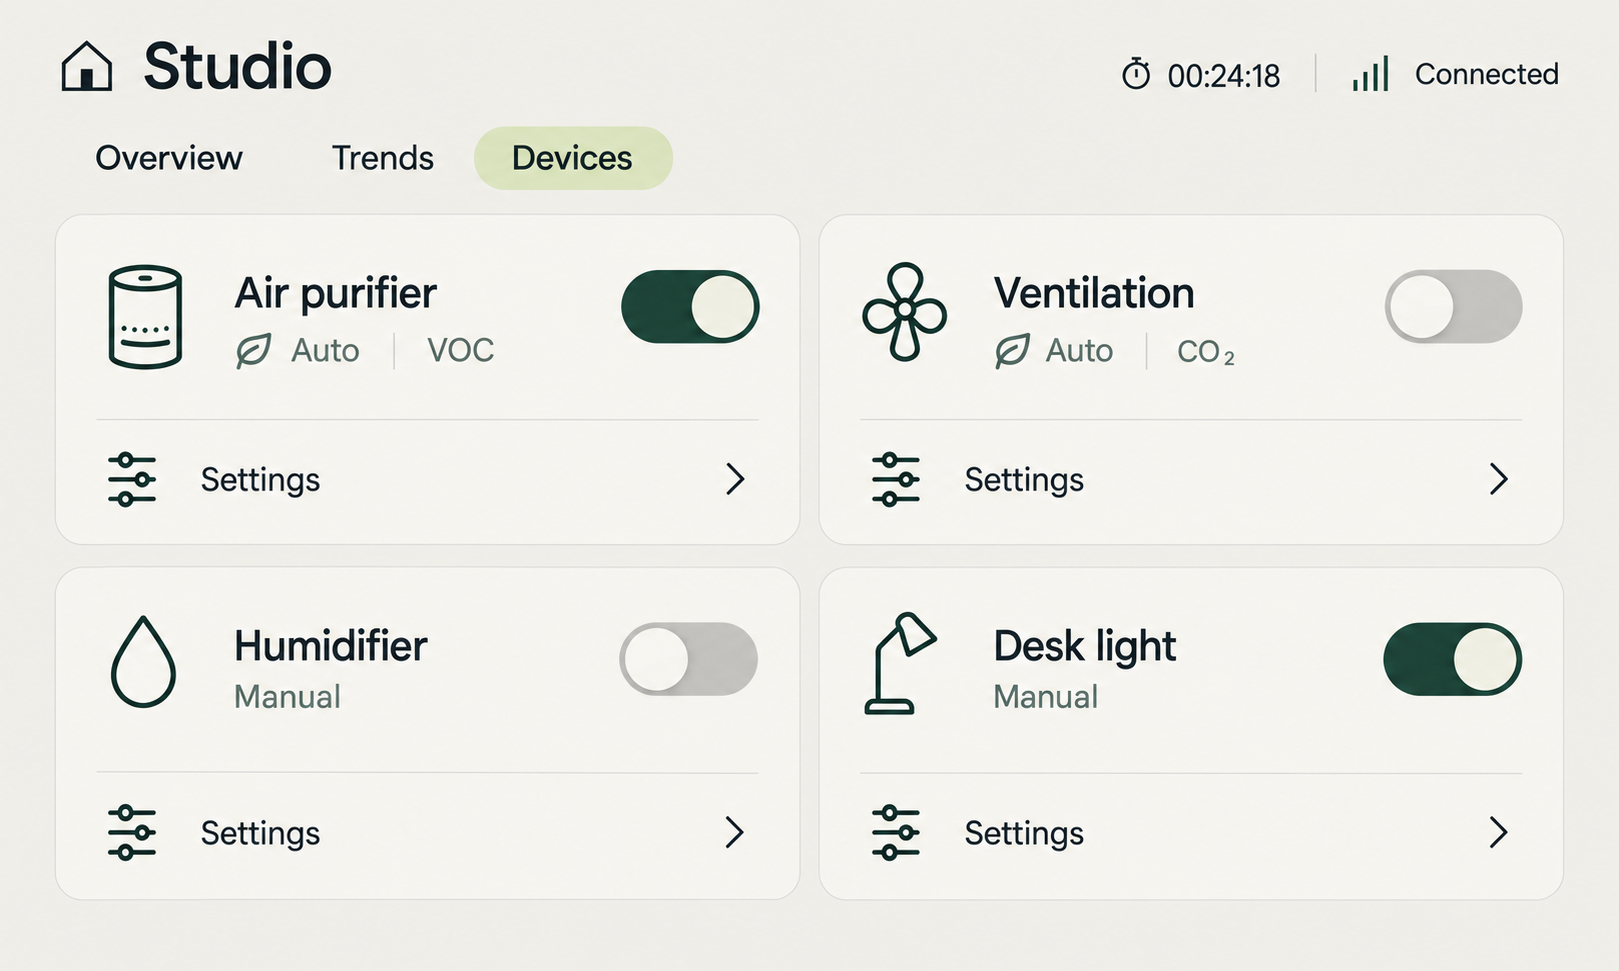 Studio
00:24:18
Connected
Overview
Trends
Devices
Air purifier
Auto
VOC
Ventilation
Auto
CO₂
Settings
Settings
Humidifier
Manual
Desk light
Manual
Settings
Settings